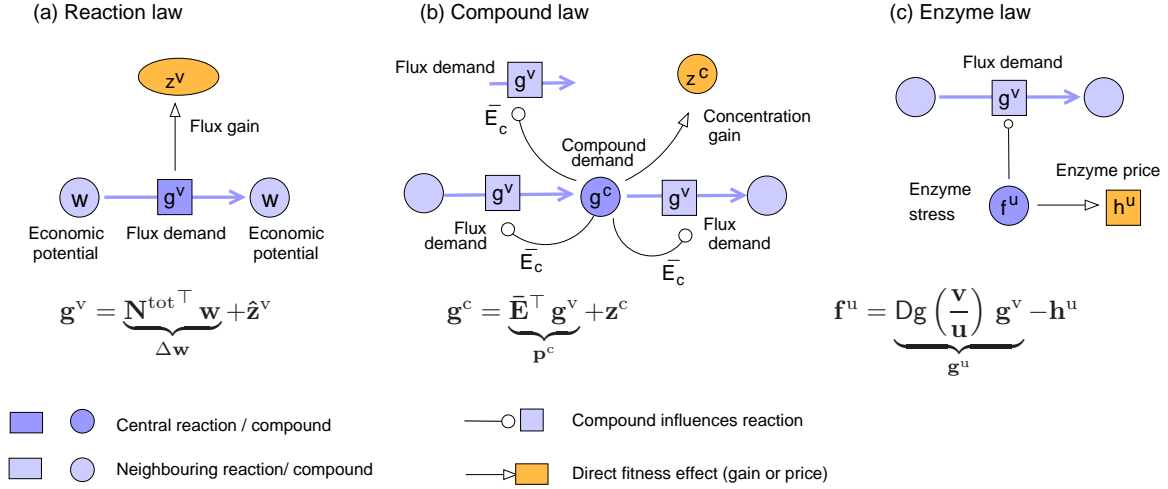 (a) Reaction law
z^v
Flux gain
w g^v w
Economic potential
Flux demand
Economic potential
g^v = N^tot⊤ w + ẑ^v
Δw
(b) Compound law
Flux demand
g^v
z^c
Ē_c
Concentration gain
Compound demand
g^v g^c g^v
Flux demand
Flux demand
Ē_c
Ē_c
g^c = Ē^⊤ g^v + z^c
p^c
(c) Enzyme law
Flux demand
g^v
Enzyme price
Enzyme stress
f^u
h^u
f^u = Dg (v/u) g^v − h^u
g^u
Central reaction / compound
Compound influences reaction
Neighbouring reaction/ compound
Direct fitness effect (gain or price)